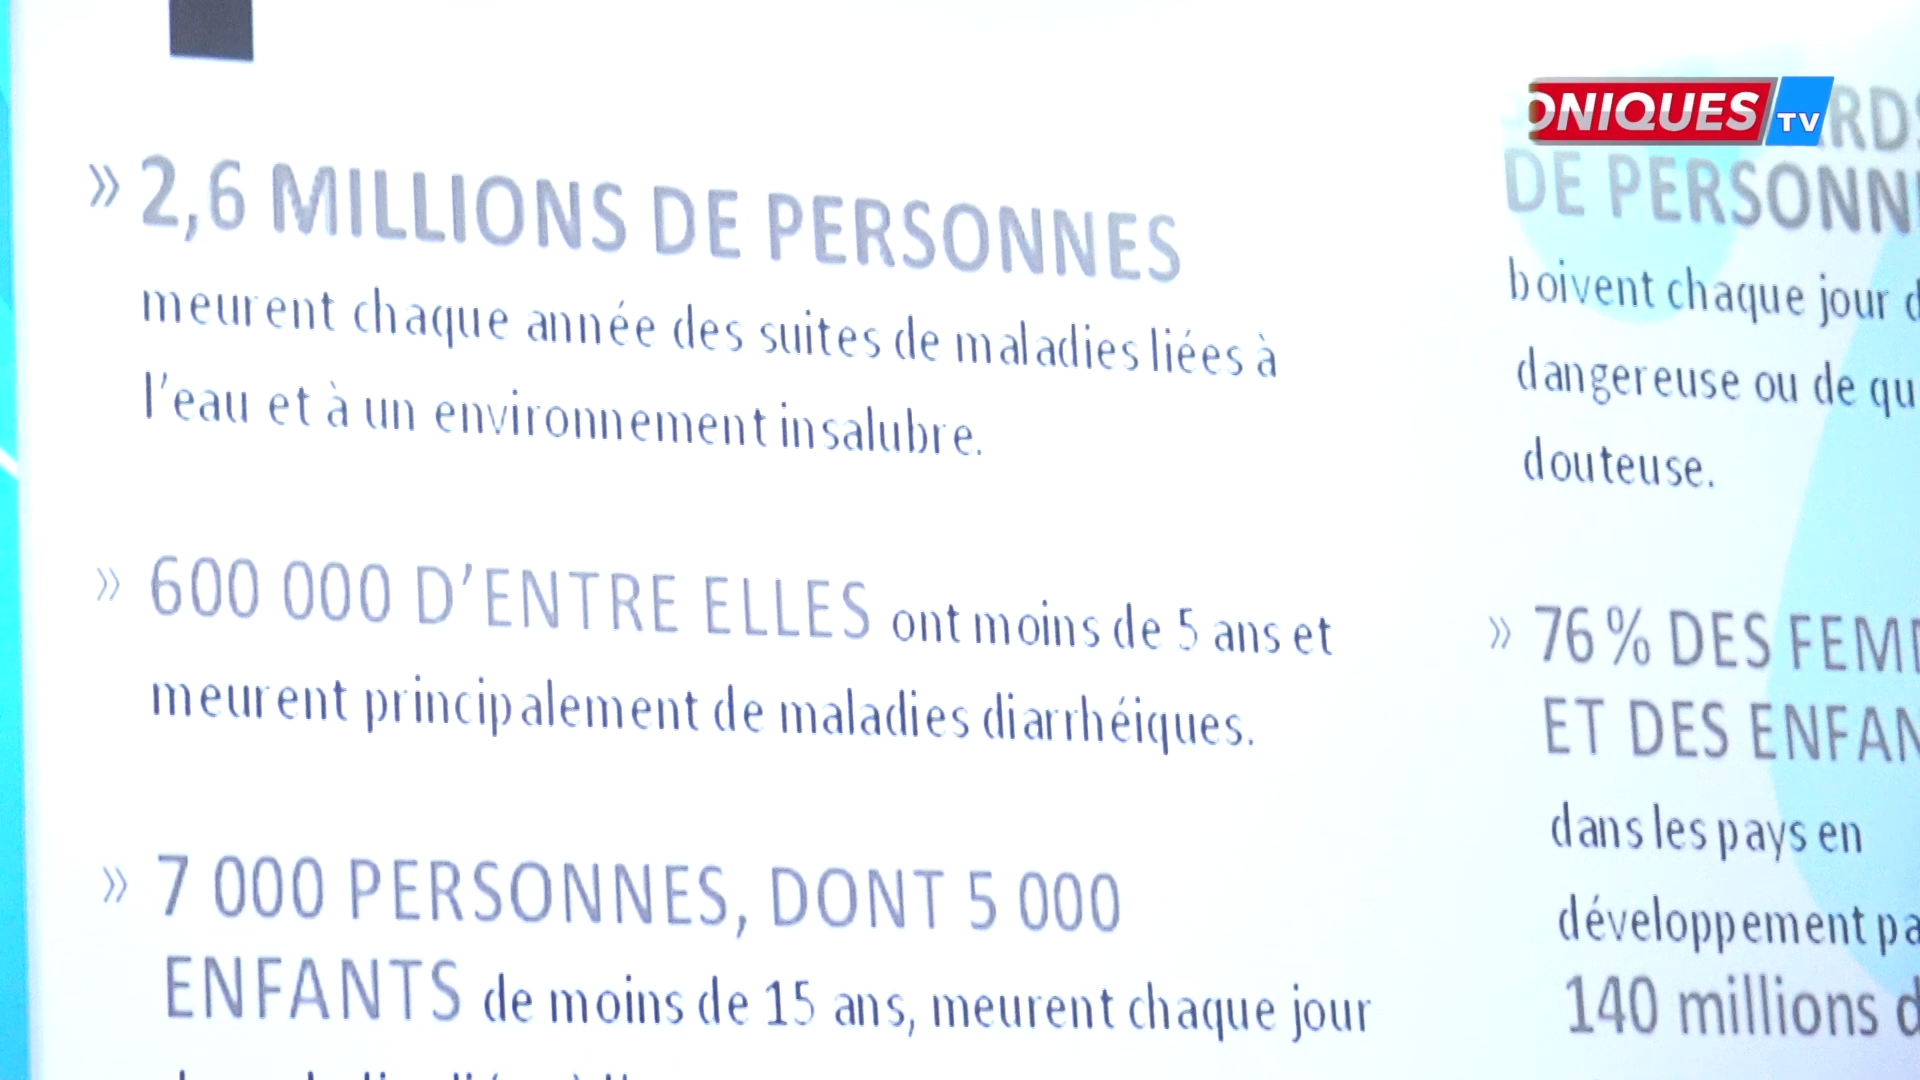 » 2,6 MILLIONS DE PERSONNES
meurent chaque année des suites de maladies liées à
l'eau et à un environnement insalubre.
» 600 000 D'ENTRE ELLES ont moins de 5 ans et
meurent principalement de maladies diarrhéiques.
» 7 000 PERSONNES, DONT 5 000
ENFANTS de moins de 15 ans, meurent chaque jour
ONIQUES TV
DE PERSONN
boivent chaque jour d
dangereuse ou de qu
douteuse.
» 76 % DES FEM
ET DES ENFAN
dans les pays en
développement pa
140 millions d